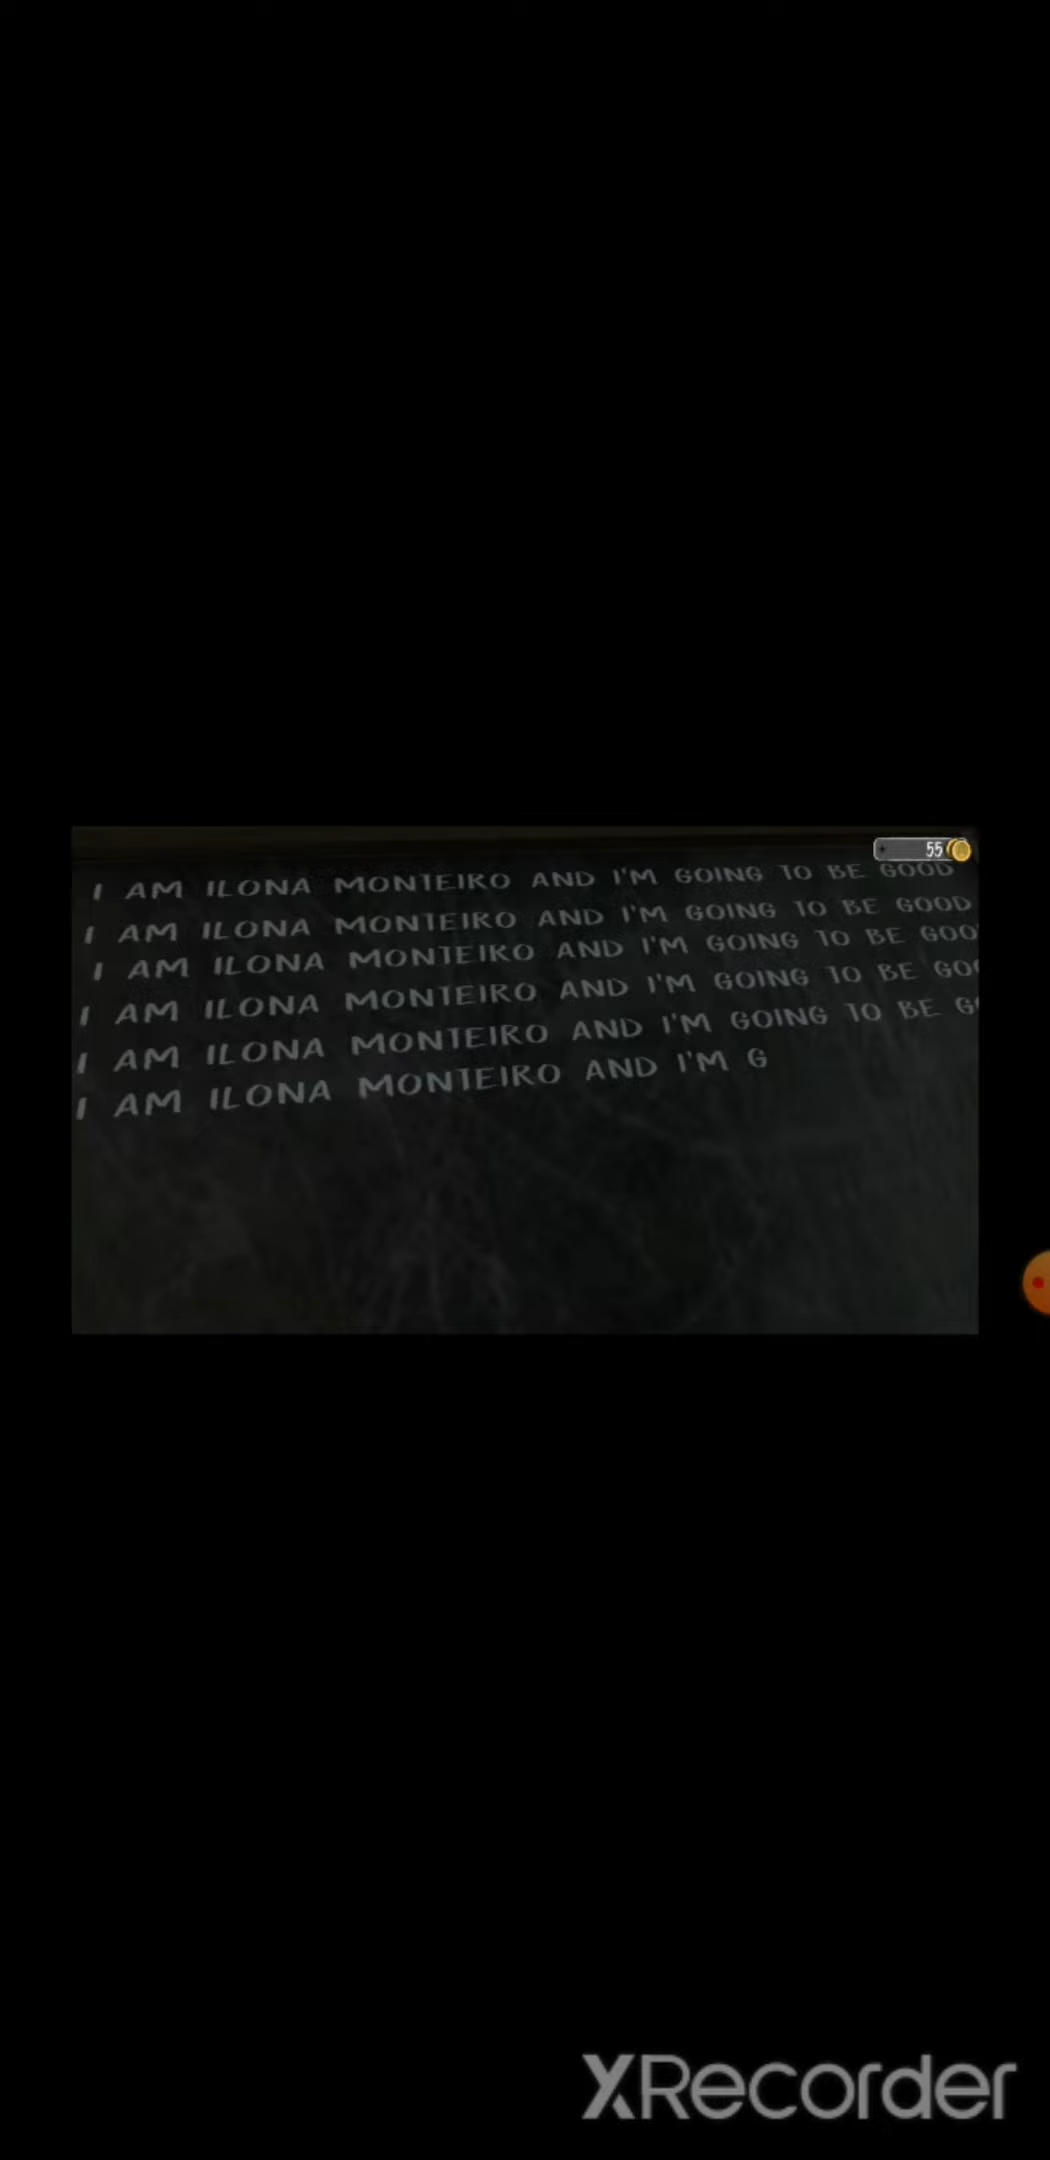 55
I AM ILONA MONTEIRO AND I'M GOING TO BE GOOD
I AM ILONA MONTEIRO AND I'M GOING TO BE GOOD
I AM ILONA MONTEIRO AND I'M GOING TO BE GOO
I AM ILONA MONTEIRO AND I'M GOING TO BE GO
I AM ILONA MONTEIRO AND I'M GOING TO BE G
I AM ILONA MONTEIRO AND I'M G
XRecorder